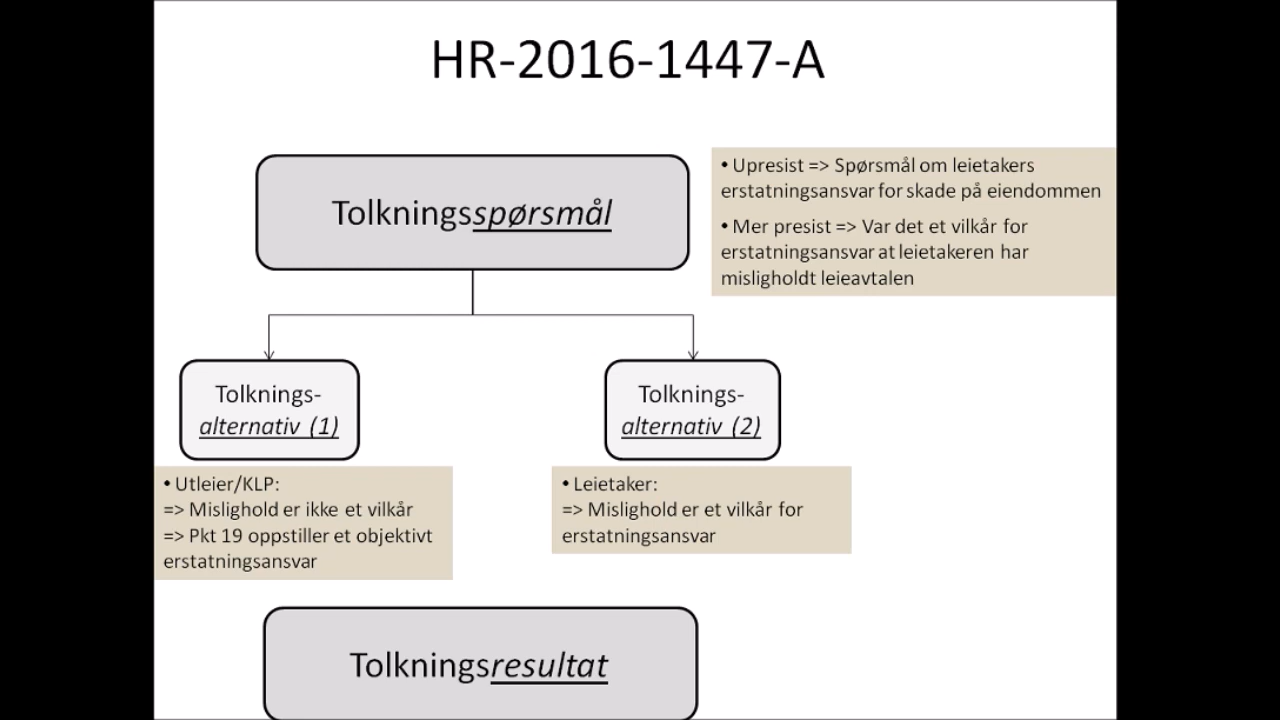 HR-2016-1447-A
Tolkningsspørsmål
• Upresist => Spørsmål om leietakers
erstatningsansvar for skade på eiendommen
• Mer presist => Var det et vilkår for
erstatningsansvar at leietakeren har
misligholdt leieavtalen
Tolknings-
alternativ (1)
Tolknings-
alternativ (2)
• Utleier/KLP:
=> Mislighold er ikke et vilkår
=> Pkt 19 oppstiller et objektivt
erstatningsansvar
• Leietaker:
=> Mislighold er et vilkår for
erstatningsansvar
Tolkningsresultat